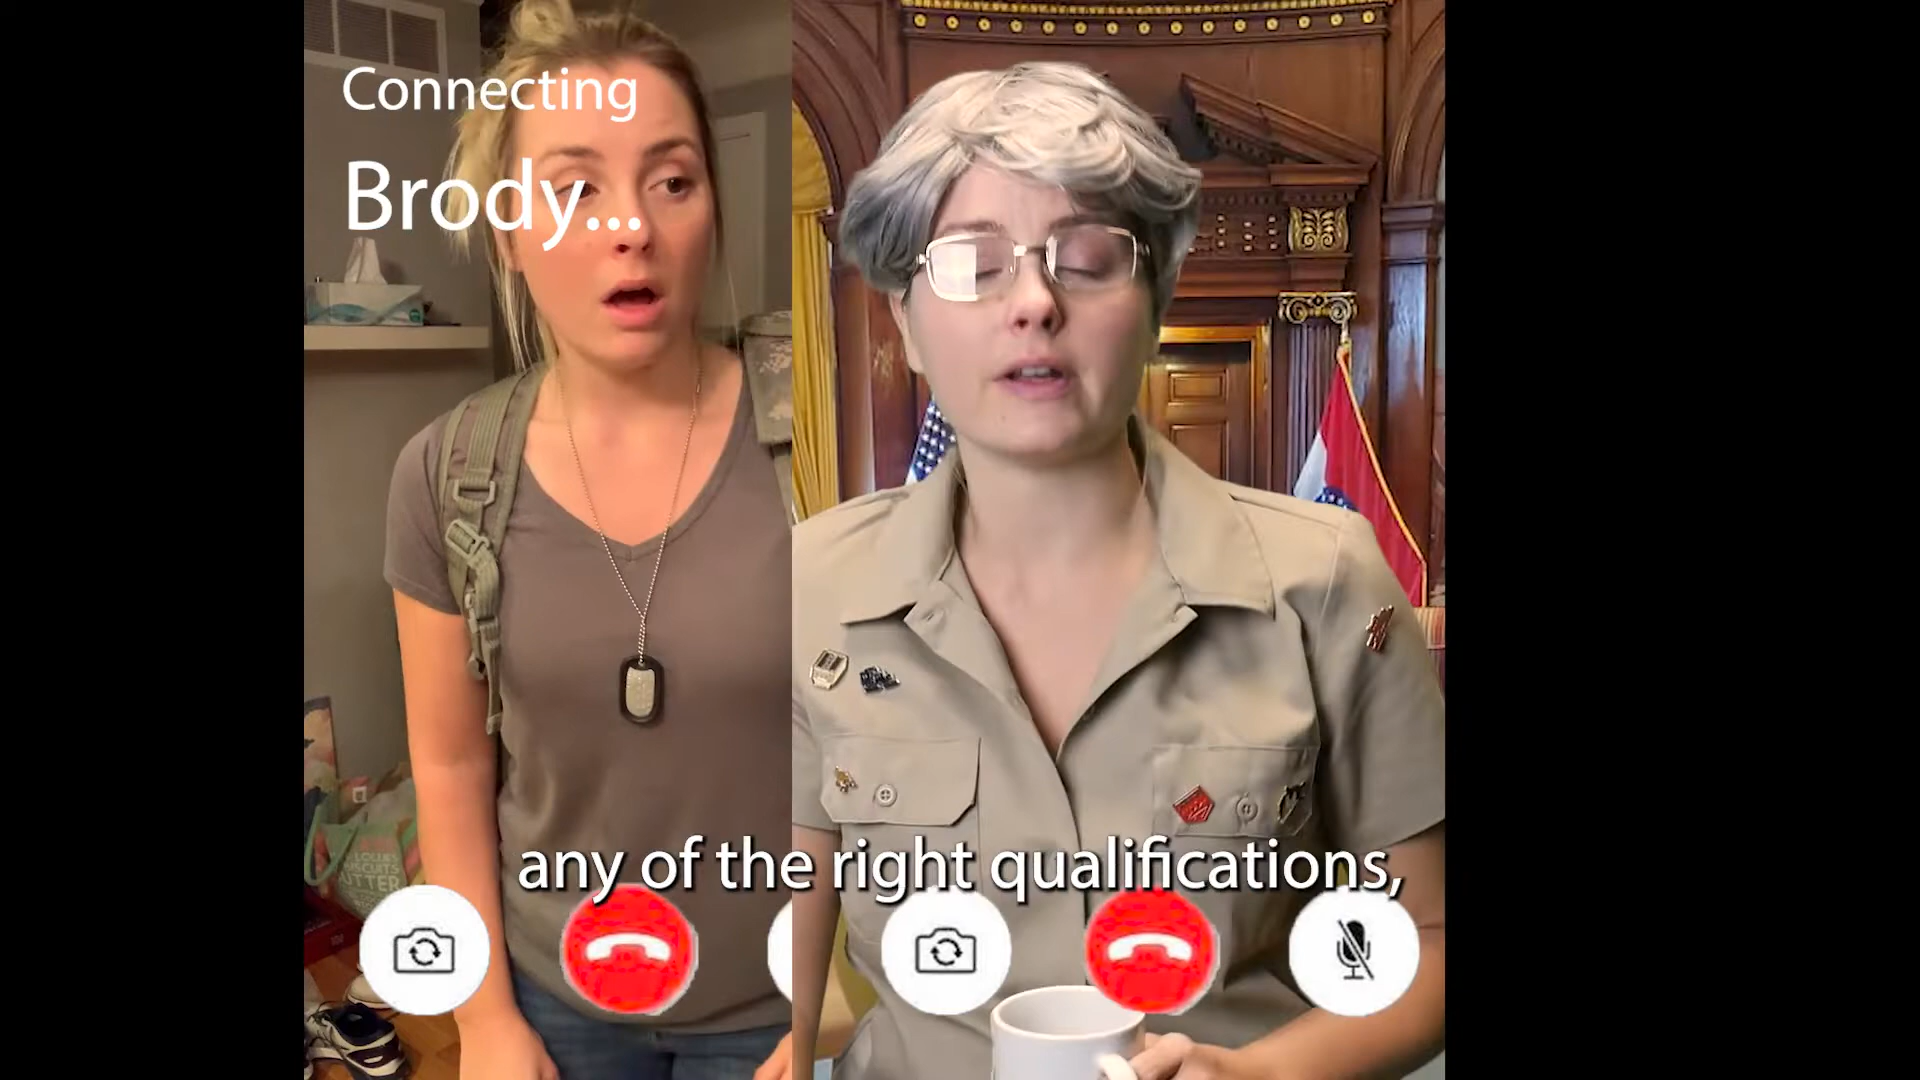 Connecting
Brody...
any of the right qualifications,